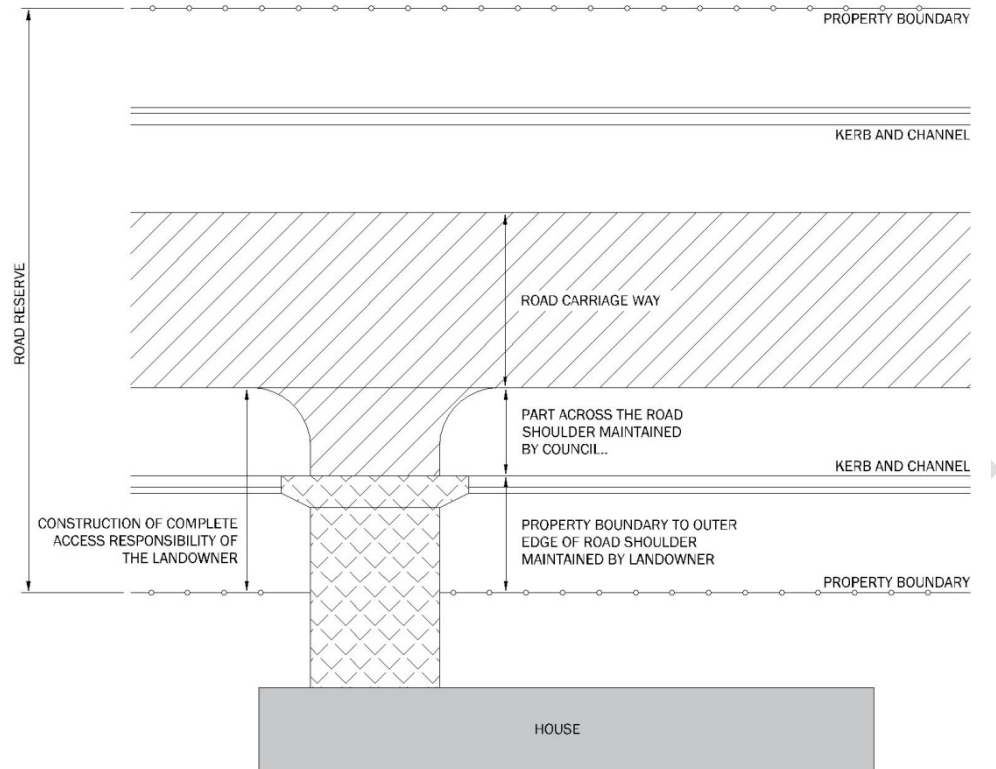 PROPERTY BOUNDARY
KERB AND CHANNEL
ROAD RESERVE
ROAD CARRIAGE WAY
PART ACROSS THE ROAD
SHOULDER MAINTAINED
BY COUNCIL..
KERB AND CHANNEL
CONSTRUCTION OF COMPLETE
ACCESS RESPONSIBILITY OF
THE LANDOWNER
PROPERTY BOUNDARY TO OUTER
EDGE OF ROAD SHOULDER
MAINTAINED BY LANDOWNER
PROPERTY BOUNDARY
HOUSE